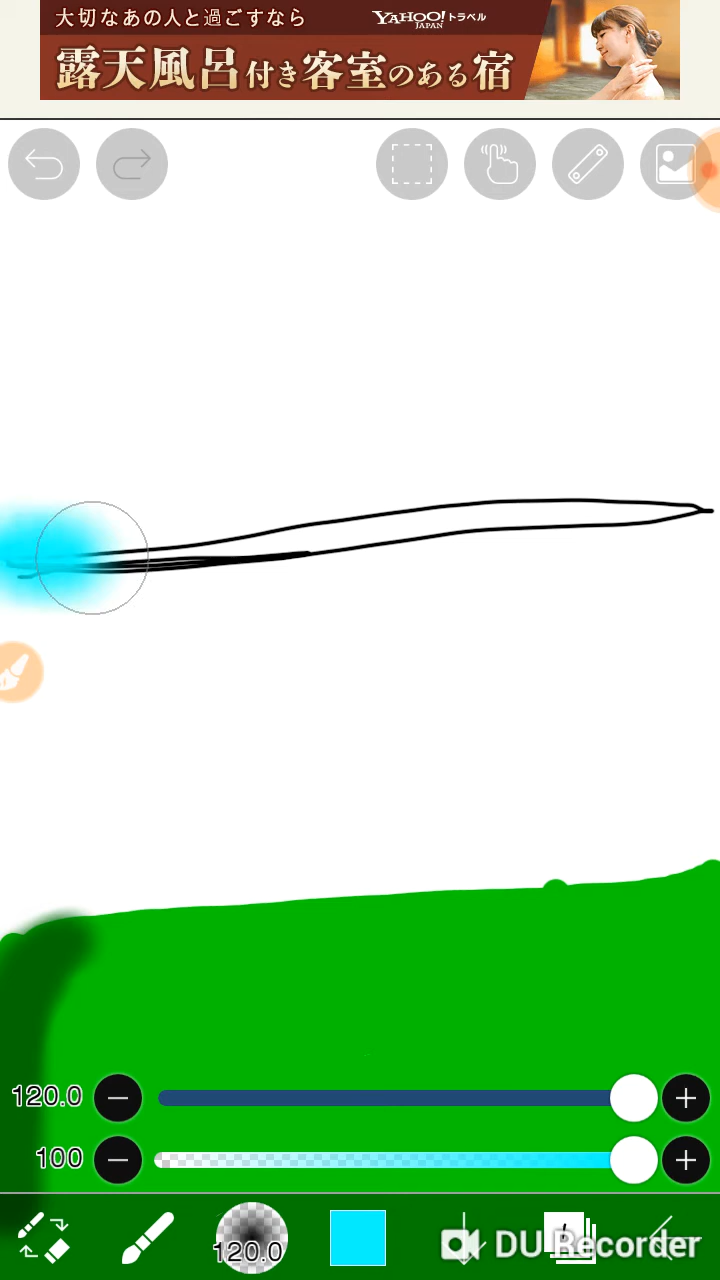 大切なあの人と過ごすなら
YAHOO!トラベル
JAPAN
露天風呂付き客室のある宿
120.0
100
120.0
1
DU Recorder